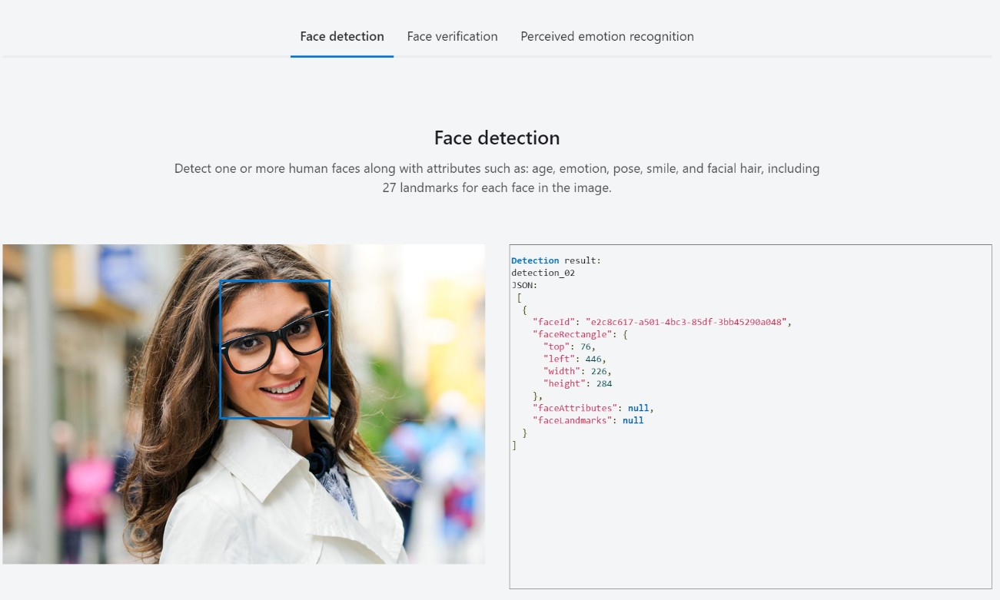 Face detection Face verification Perceived emotion recognition
Face detection
Detect one or more human faces along with attributes such as: age, emotion, pose, smile, and facial hair, including
27 landmarks for each face in the image.
Detection result:
detection_02
JSON:
[
{
"faceId": "e2c8c617-a501-4bc3-85df-3bb45290a048",
"faceRectangle": {
"top": 76,
"left": 446,
"width": 226,
"height": 284
},
"faceAttributes": null,
"faceLandmarks": null
}
]